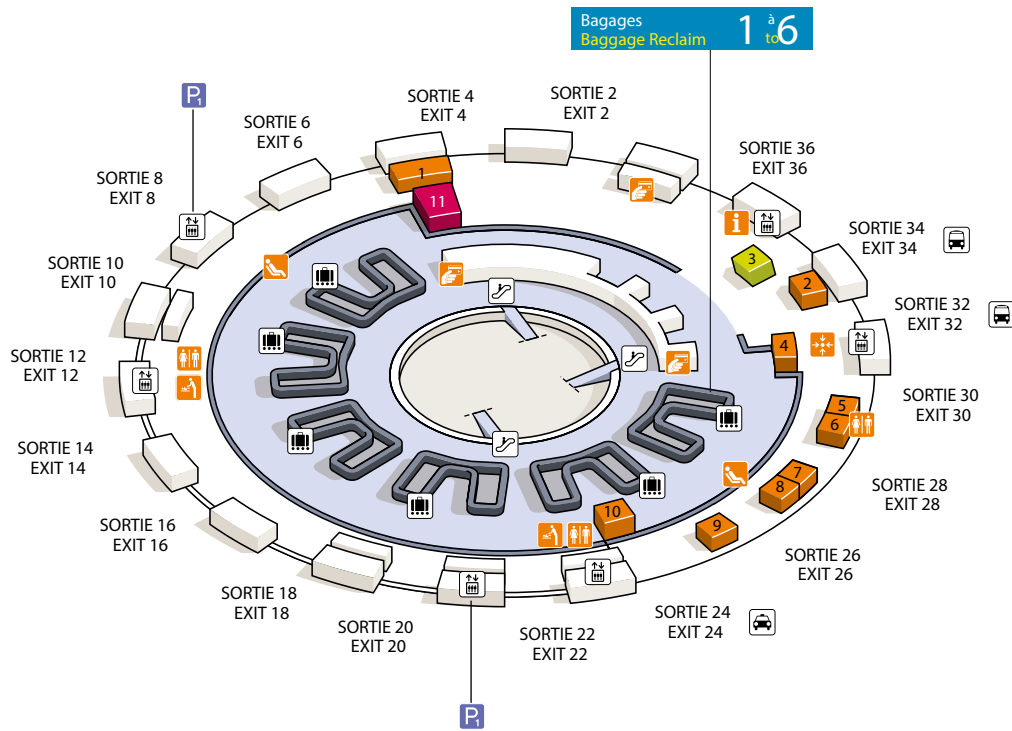 Bagages
Baggage Reclaim
1 à to 6
P1
SORTIE 4
EXIT 4
SORTIE 2
EXIT 2
SORTIE 6
EXIT 6
SORTIE 36
EXIT 36
SORTIE 8
EXIT 8
1
11
i
SORTIE 34
EXIT 34
3
2
SORTIE 10
EXIT 10
SORTIE 32
EXIT 32
4
SORTIE 12
EXIT 12
SORTIE 30
EXIT 30
5
6
SORTIE 14
EXIT 14
7
8
SORTIE 28
EXIT 28
10
9
SORTIE 16
EXIT 16
SORTIE 26
EXIT 26
SORTIE 18
EXIT 18
SORTIE 24
EXIT 24
SORTIE 20
EXIT 20
SORTIE 22
EXIT 22
P1